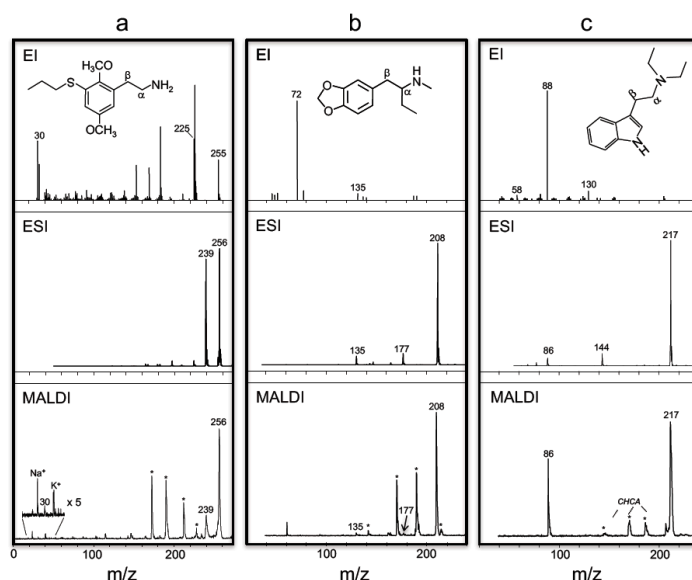 a
b
c
EI
CH₃O
OCH₃
S
β
α
NH₂
30
225
255
EI
O
O
β
α
H
N
72
135
EI
N
β
α
N
H
88
58
130
ESI
239
256
ESI
135
177
208
ESI
86
144
217
MALDI
Na⁺
K⁺
30
x 5
*
*
*
*
239
256
MALDI
135
*
*
177
*
208
*
MALDI
86
CHCA
*
*
*
217
0
100
200
100
200
100
200
m/z
m/z
m/z